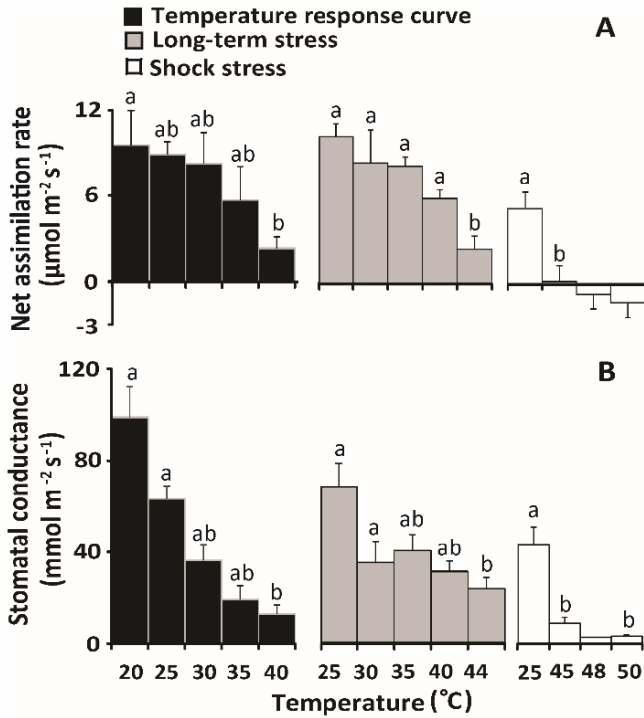 Temperature response curve
Long-term stress
Shock stress
A
Net assimilation rate
(µmol m⁻² s⁻¹)
12
6
0
-3
a
ab
ab
ab
b
a
a
a
a
b
a
b
B
Stomatal conductance
(mmol m⁻² s⁻¹)
120
80
40
0
a
a
ab
ab
b
a
a
ab
ab
b
a
b
b
20 25 30 35 40 25 30 35 40 44 25 45 48 50
Temperature (°C)